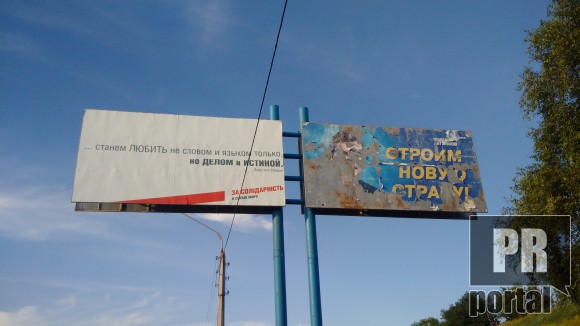 ... станем ЛЮБИТЬ не словом и языком только,
но ДЕЛОМ и ИСТИНОЙ.
ЗА СОЛІДАРНІСТЬ
СТРОИМ
НОВУЮ
СТРАНУ!
PR
portal